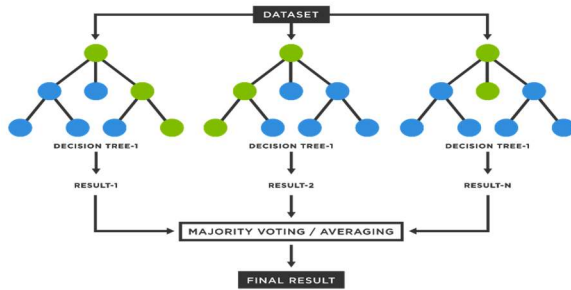 DATASET
DECISION TREE-1 DECISION TREE-1 DECISION TREE-1
RESULT-1 RESULT-2 RESULT-N
MAJORITY VOTING / AVERAGING
FINAL RESULT